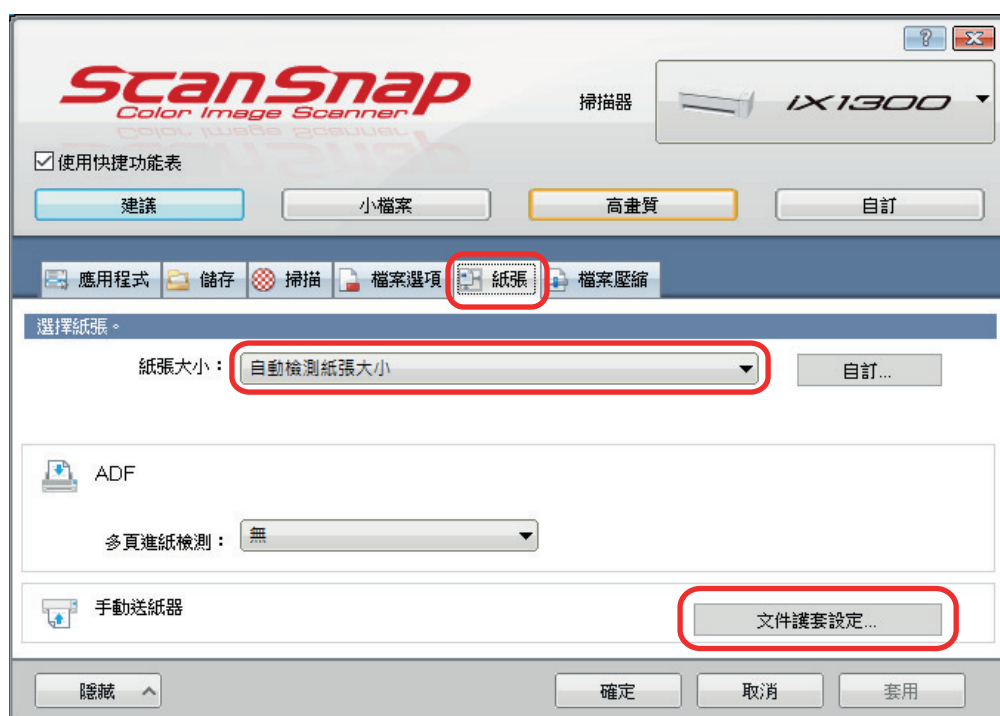 ScanSnap
Color Image Scanner
掃描器
iX1300
使用快捷功能表
建議 小檔案 高畫質 自訂
應用程式 儲存 掃描 檔案選項 紙張 檔案壓縮
選擇紙張。
紙張大小： 自動檢測紙張大小 自訂...
ADF
多頁進紙檢測： 無
手動送紙器 文件護套設定...
隱藏 確定 取消 套用